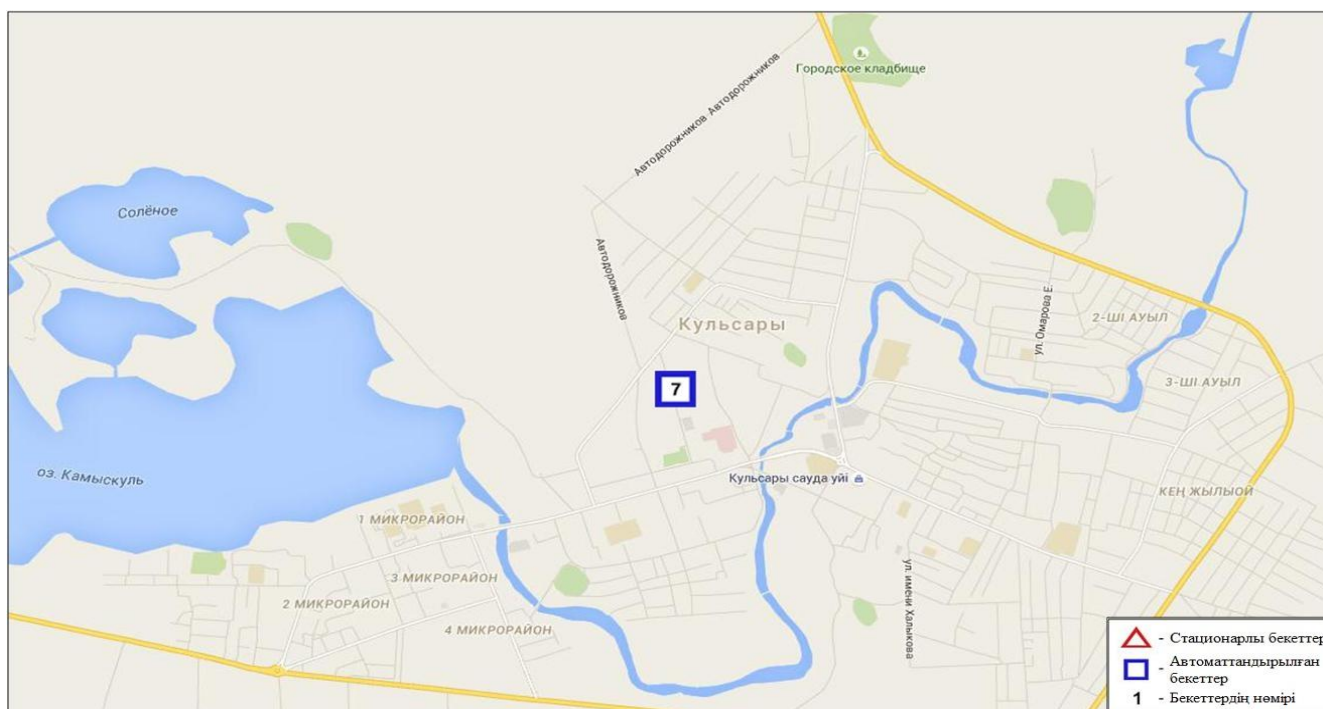 Городское кладбище
Автодорожников Автодорожников
Солёное
Автодорожников
ул. Омарова Е.
2-ШІ АУЫЛ
Кульсары
3-ШІ АУЫЛ
7
оз. Камыскуль
Кульсары сауда уйі
КЕҢ ЖЫЛЫОЙ
1 МИКРОРАЙОН
3 МИКРОРАЙОН
2 МИКРОРАЙОН
4 МИКРОРАЙОН
ул. имени Халыкова
- Стационарлы бекеттер
- Автоматтандырылған
бекеттер
1 - Бекеттердің нөмірі